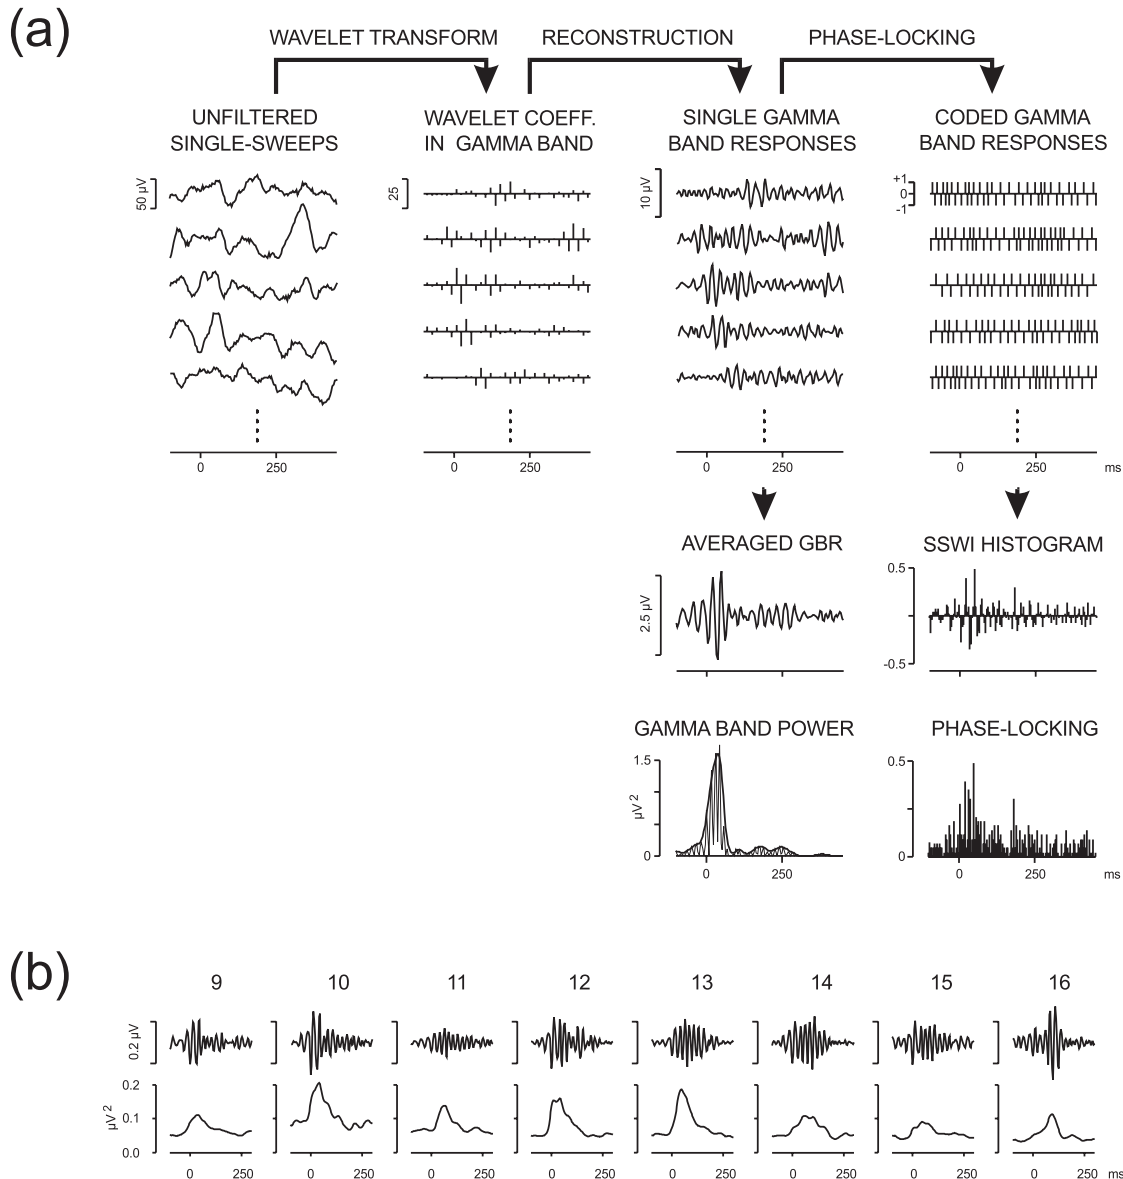 (a)
WAVELET TRANSFORM RECONSTRUCTION PHASE-LOCKING
UNFILTERED
SINGLE-SWEEPS
WAVELET COEFF.
IN GAMMA BAND
SINGLE GAMMA
BAND RESPONSES
CODED GAMMA
BAND RESPONSES
50 µV
25
10 µV
+1
0
-1
0 250
0 250
0 250
0 250 ms
AVERAGED GBR
2.5 µV
SSWI HISTOGRAM
0.5
-0.5
GAMMA BAND POWER
1.5
µV 2
0
0 250
PHASE-LOCKING
0.5
0
0 250 ms
(b)
9 10 11 12 13 14 15 16
0.2 µV
0.2
µV2
0.1
0.0
0 250 0 250 0 250 0 250 0 250 0 250 0 250 0 250 ms